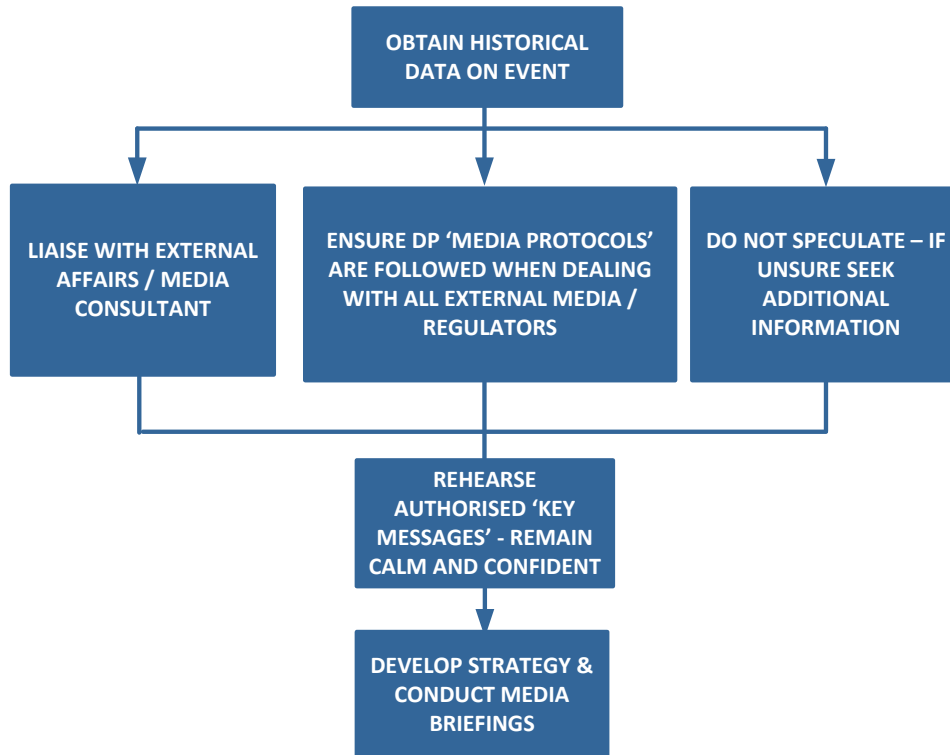 OBTAIN HISTORICAL
DATA ON EVENT
LIAISE WITH EXTERNAL
AFFAIRS / MEDIA
CONSULTANT
ENSURE DP ‘MEDIA PROTOCOLS’
ARE FOLLOWED WHEN DEALING
WITH ALL EXTERNAL MEDIA /
REGULATORS
DO NOT SPECULATE – IF
UNSURE SEEK
ADDITIONAL
INFORMATION
REHEARSE
AUTHORISED ‘KEY
MESSAGES’ - REMAIN
CALM AND CONFIDENT
DEVELOP STRATEGY &
CONDUCT MEDIA
BRIEFINGS